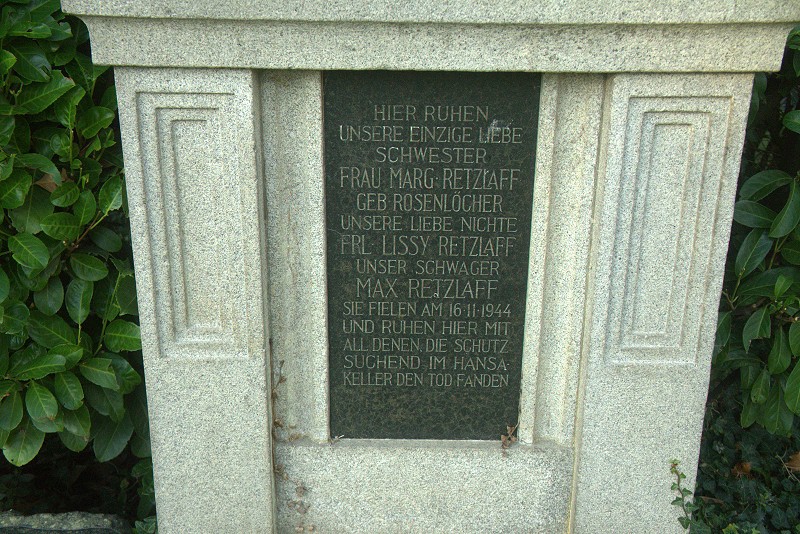 HIER RUHEN
UNSERE EINZIGE LIEBE
SCHWESTER
FRAU MARG· RETZLAFF
GEB ROSENLÖCHER
UNSERE LIEBE NICHTE
FRL· LISSY RETZLAFF
UNSER SCHWAGER
MAX RETZLAFF
SIE FIELEN AM 16·11·1944
UND RUHEN HIER MIT
ALL DENEN, DIE SCHUTZ
SUCHEND IM HANSA-
KELLER DEN TOD FANDEN